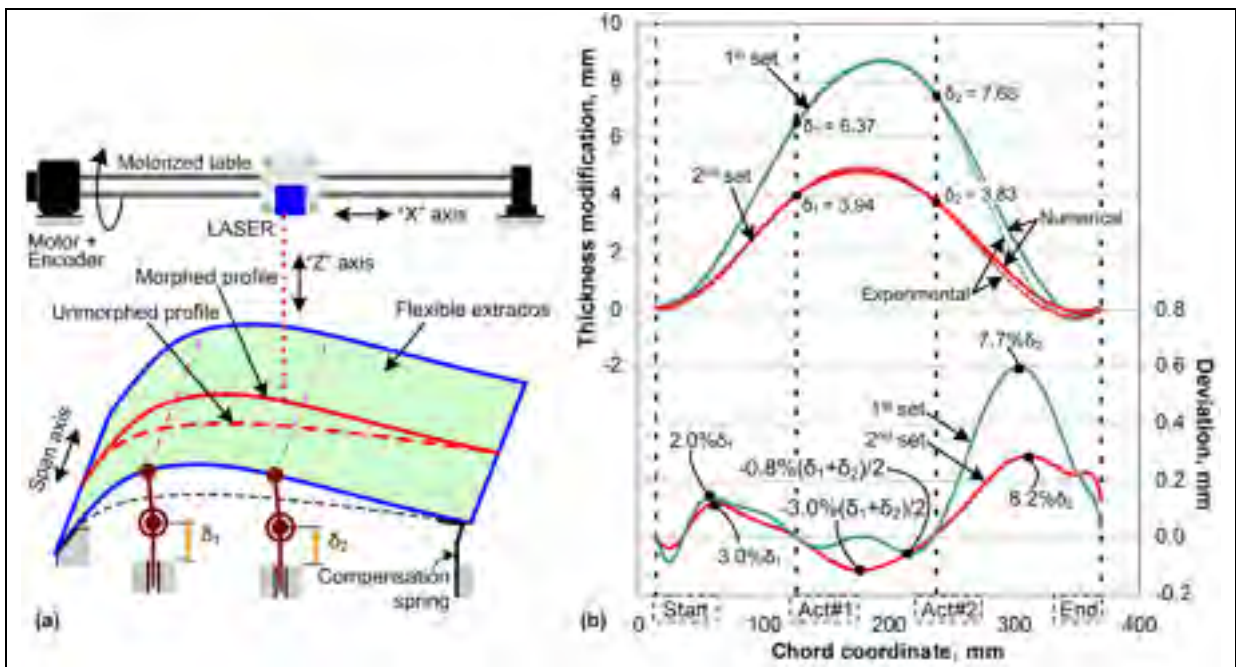 Motorized table
"X" axis
LASER
Motor +
Encoder
"Z" axis
Morphed profile
Unmorphed profile
Flexible extrados
Span axis
δ₁
δ₂
Compensation
spring
(a)
Thickness modification, mm
10
8
6
4
2
0
-2
1st set
2nd set
δ₁ = 6.37
δ₂ = 7.65
δ₁ = 3.94
δ₂ = 3.83
Numerical
Experimental
0.8
0.6
0.4
0.2
0.0
-0.2
Deviation, mm
7.7%δ₂
1st set
2nd set
2.0%δ₁
-0.8%(δ₁+δ₂)/2
-3.0%(δ₁+δ₂)/2
3.0%δ₁
8.2%δ₂
Start
Act#1
Act#2
End
(b)
0 100 200 300 400
Chord coordinate, mm